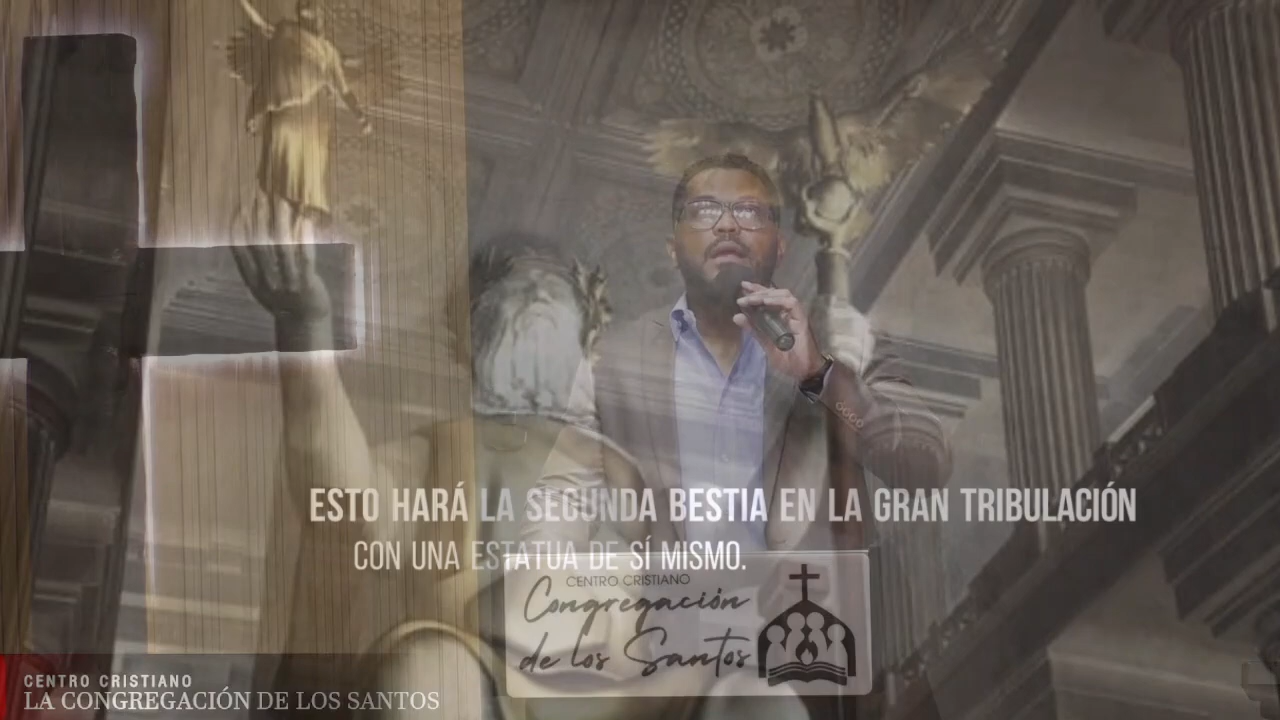 ESTO HARÁ LA SEGUNDA BESTIA EN LA GRAN TRIBULACIÓN
CON UNA ESTATUA DE SÍ MISMO.
CENTRO CRISTIANO
Congregación
de los Santos
CENTRO CRISTIANO
LA CONGREGACIÓN DE LOS SANTOS